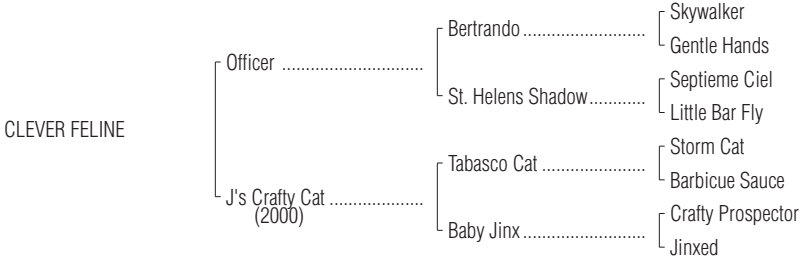 Skywalker
Bertrando ............................
Gentle Hands
Officer ................................
Septieme Ciel
St. Helens Shadow.............
Little Bar Fly
CLEVER FELINE
Storm Cat
Tabasco Cat ........................
Barbicue Sauce
J's Crafty Cat .....................
(2000)
Crafty Prospector
Baby Jinx............................
Jinxed